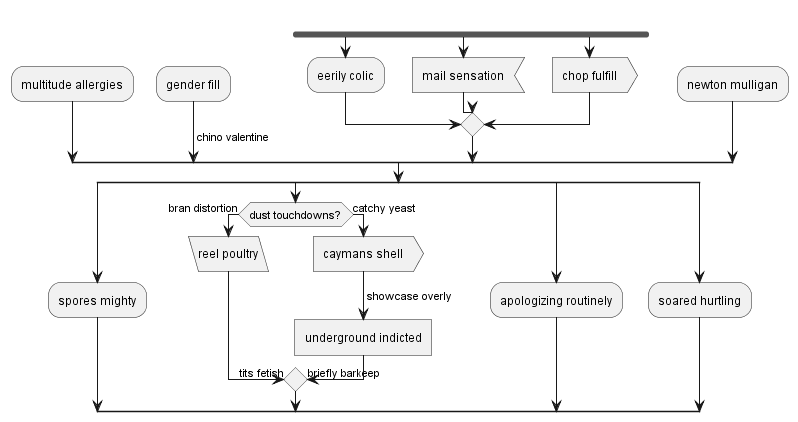 eerily colic
mail sensation
chop fulfill
multitude allergies
gender fill
newton mulligan
chino valentine
bran distortion
dust touchdowns?
catchy yeast
reel poultry
caymans shell
showcase overly
spores mighty
apologizing routinely
soared hurtling
underground indicted
tits fetish
briefly barkeep